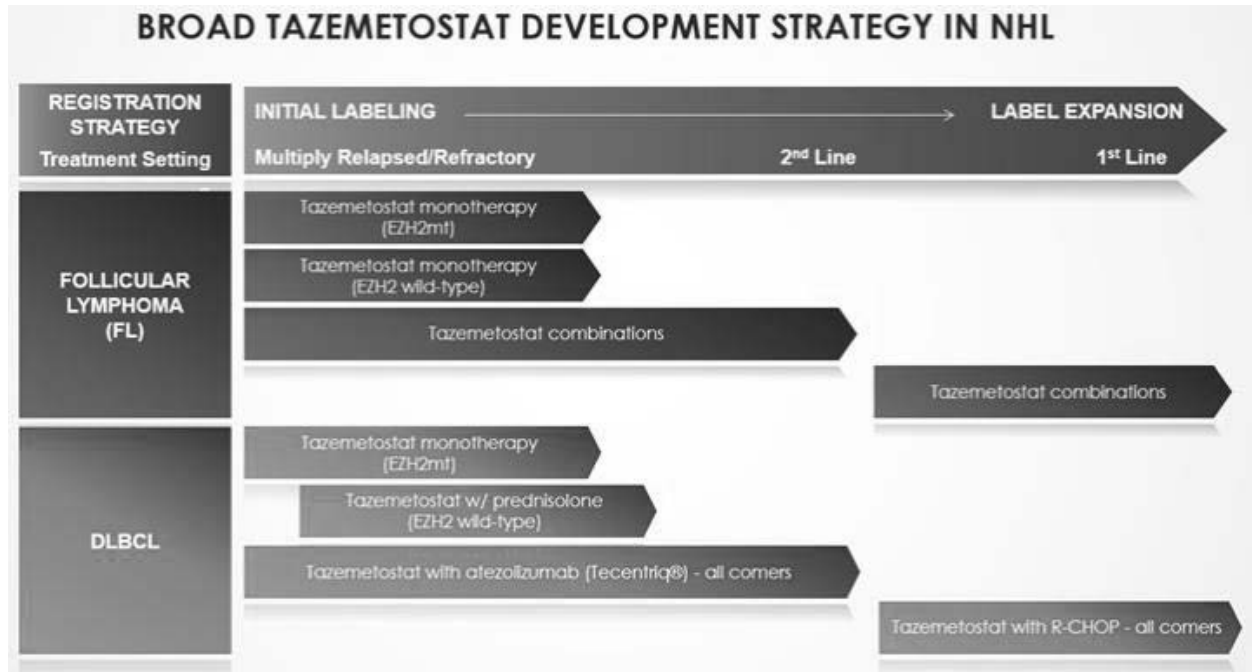 BROAD TAZEMETOSTAT DEVELOPMENT STRATEGY IN NHL
REGISTRATION
STRATEGY
Treatment Setting
INITIAL LABELING
LABEL EXPANSION
Multiply Relapsed/Refractory
2nd Line
1st Line
FOLLICULAR
LYMPHOMA
(FL)
Tazemetostat monotherapy
(EZH2mt)
Tazemetostat monotherapy
(EZH2 wild-type)
Tazemetostat combinations
Tazemetostat combinations
DLBCL
Tazemetostat monotherapy
(EZH2mt)
Tazemetostat w/ prednisolone
(EZH2 wild-type)
Tazemetostat with atezolizumab (Tecentriq®) - all comers
Tazemetostat with R-CHOP - all comers